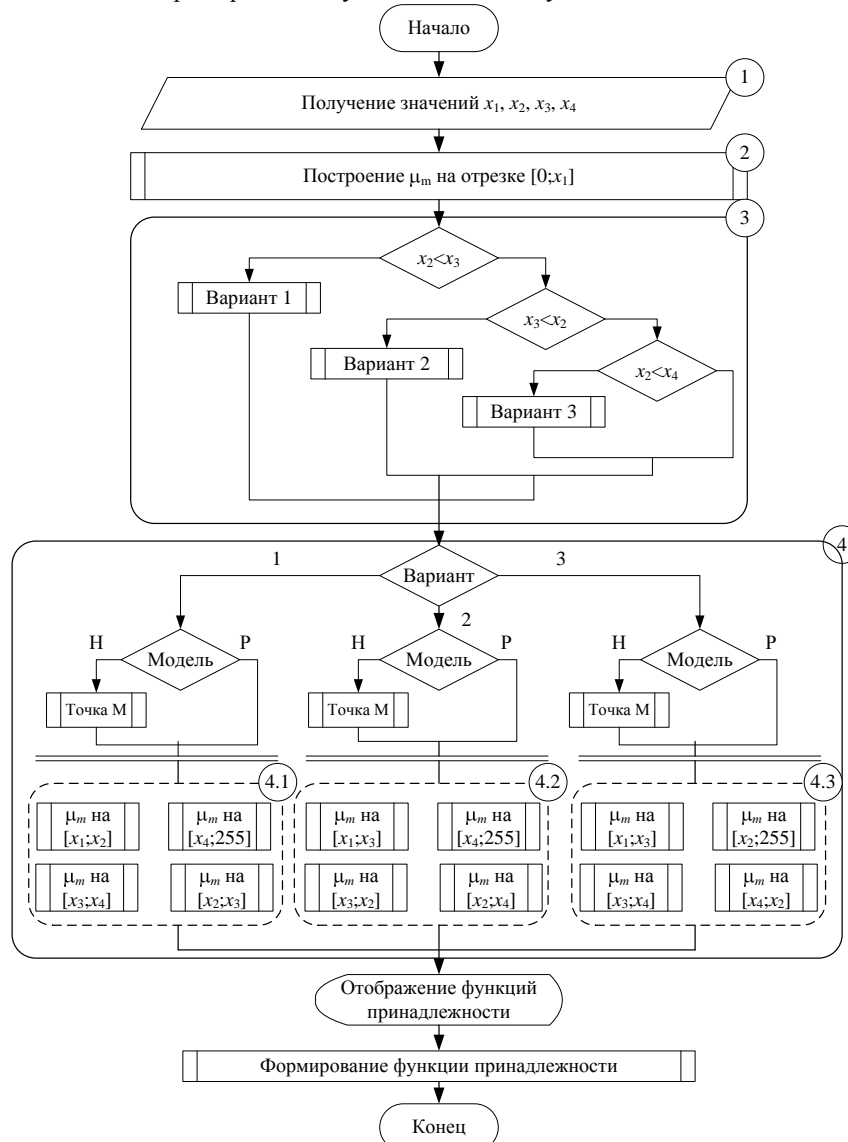 Начало
1
Получение значений x₁, x₂, x₃, x₄
2
Построение μₘ на отрезке [0;x₁]
3
x₂<x₃
Вариант 1
x₃<x₂
Вариант 2
x₂<x₄
Вариант 3
4
1
Вариант
3
2
Н
Модель
Р
Н
Модель
Р
Н
Модель
Р
Точка М
Точка М
Точка М
4.1
4.2
4.3
μₘ на
[x₁;x₂]
μₘ на
[x₄;255]
μₘ на
[x₁;x₃]
μₘ на
[x₄;255]
μₘ на
[x₁;x₃]
μₘ на
[x₂;255]
μₘ на
[x₃;x₄]
μₘ на
[x₂;x₃]
μₘ на
[x₃;x₂]
μₘ на
[x₂;x₄]
μₘ на
[x₃;x₄]
μₘ на
[x₄;x₂]
Отображение функций
принадлежности
Формирование функции принадлежности
Конец